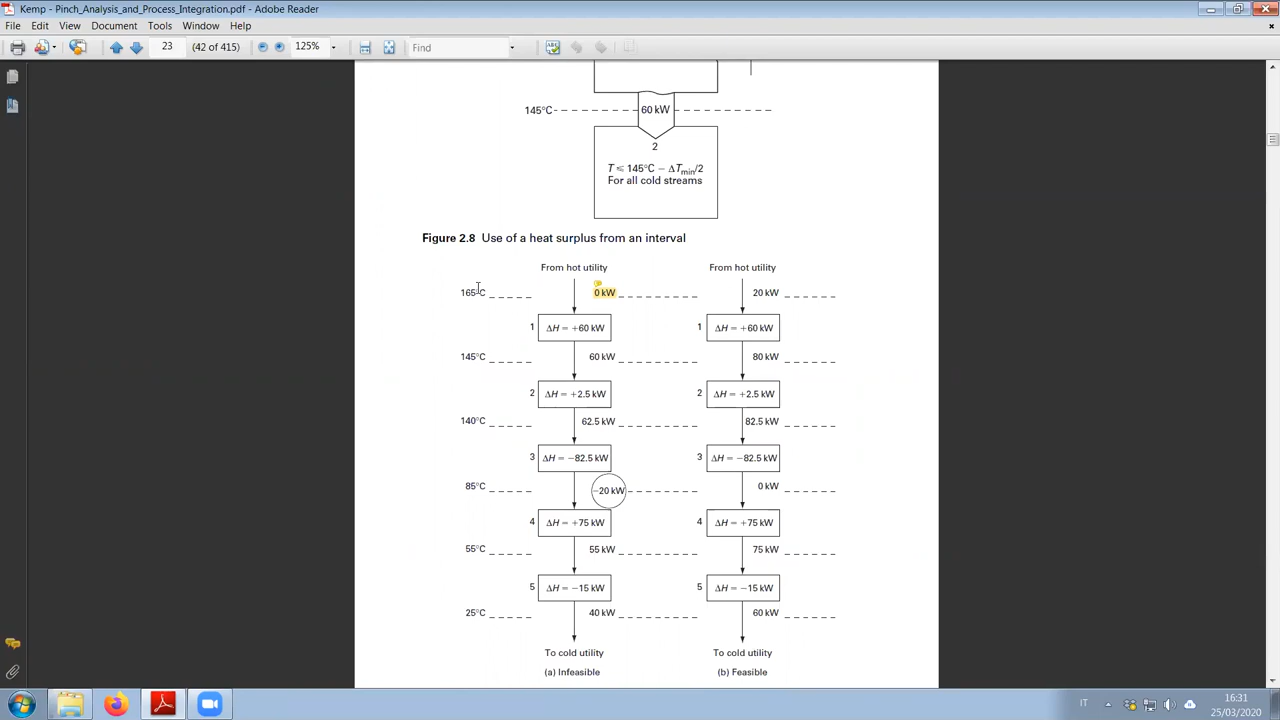 Kemp - Pinch_Analysis_and_Process_Integration.pdf - Adobe Reader
File Edit View Document Tools Window Help
23 (42 of 415) 125% Find
145°C 60 kW
2
T ⩽ 145°C − ΔTmin/2
For all cold streams
Figure 2.8 Use of a heat surplus from an interval
From hot utility From hot utility
165°C 0 kW 20 kW
1 ΔH = +60 kW 1 ΔH = +60 kW
145°C 60 kW 80 kW
2 ΔH = +2.5 kW 2 ΔH = +2.5 kW
140°C 62.5 kW 82.5 kW
3 ΔH = −82.5 kW 3 ΔH = −82.5 kW
85°C −20 kW 0 kW
4 ΔH = +75 kW 4 ΔH = +75 kW
55°C 55 kW 75 kW
5 ΔH = −15 kW 5 ΔH = −15 kW
25°C 40 kW 60 kW
To cold utility To cold utility
(a) Infeasible (b) Feasible
IT 16:31
25/03/2020